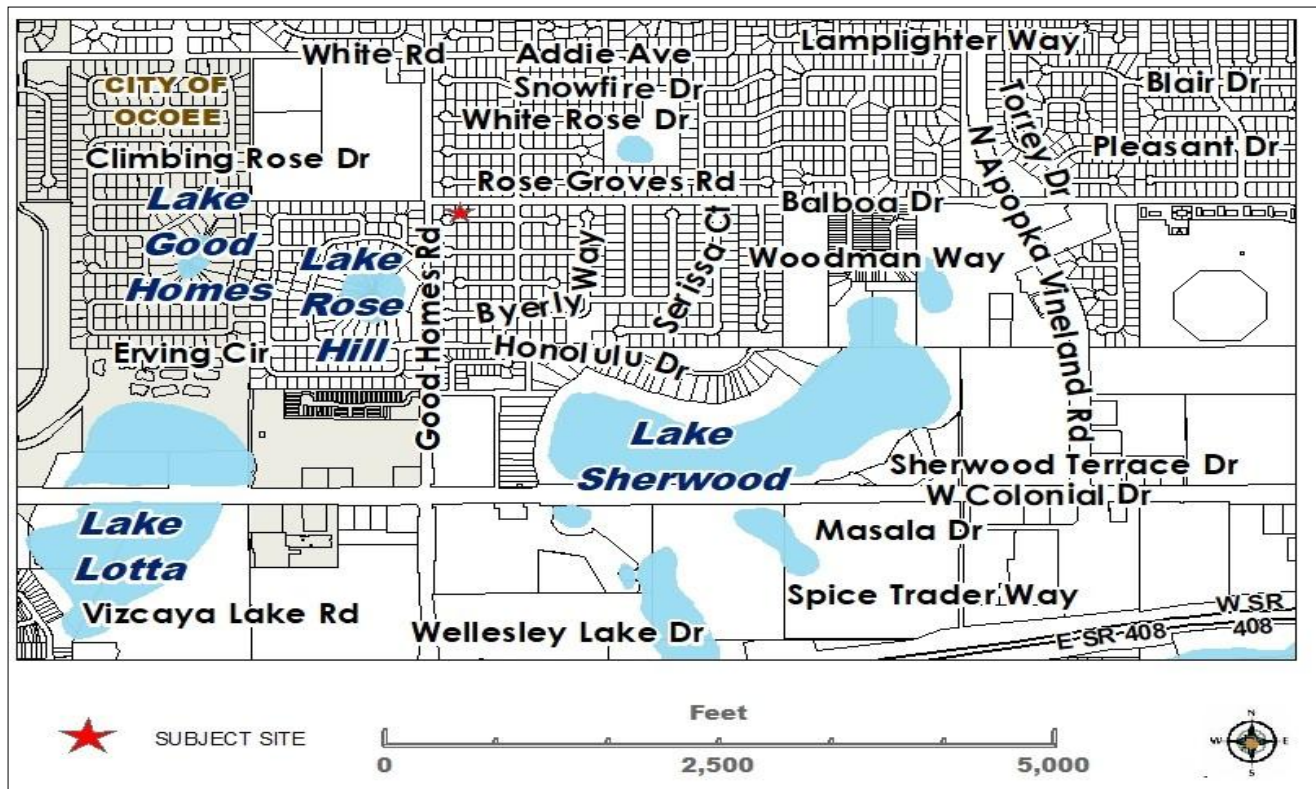 White Rd
Addie Ave
Lamplighter Way
CITY OF
OCOEE
Snowfire Dr
Blair Dr
White Rose Dr
Torrey Dr
Climbing Rose Dr
Pleasant Dr
N Apopka Vineland Rd
Rose Groves Rd
Lake
Good
Homes
Balboa Dr
Lake
Rose
Hill
Good Homes Rd
Byerly Way
Serissa Ct
Woodman Way
Erving Cir
Honolulu Dr
Lake
Sherwood
Sherwood Terrace Dr
W Colonial Dr
Lake
Lotta
Masala Dr
Vizcaya Lake Rd
Wellesley Lake Dr
Spice Trader Way
W SR
408
E SR 408
SUBJECT SITE
Feet
0
2,500
5,000
N
W
E
S